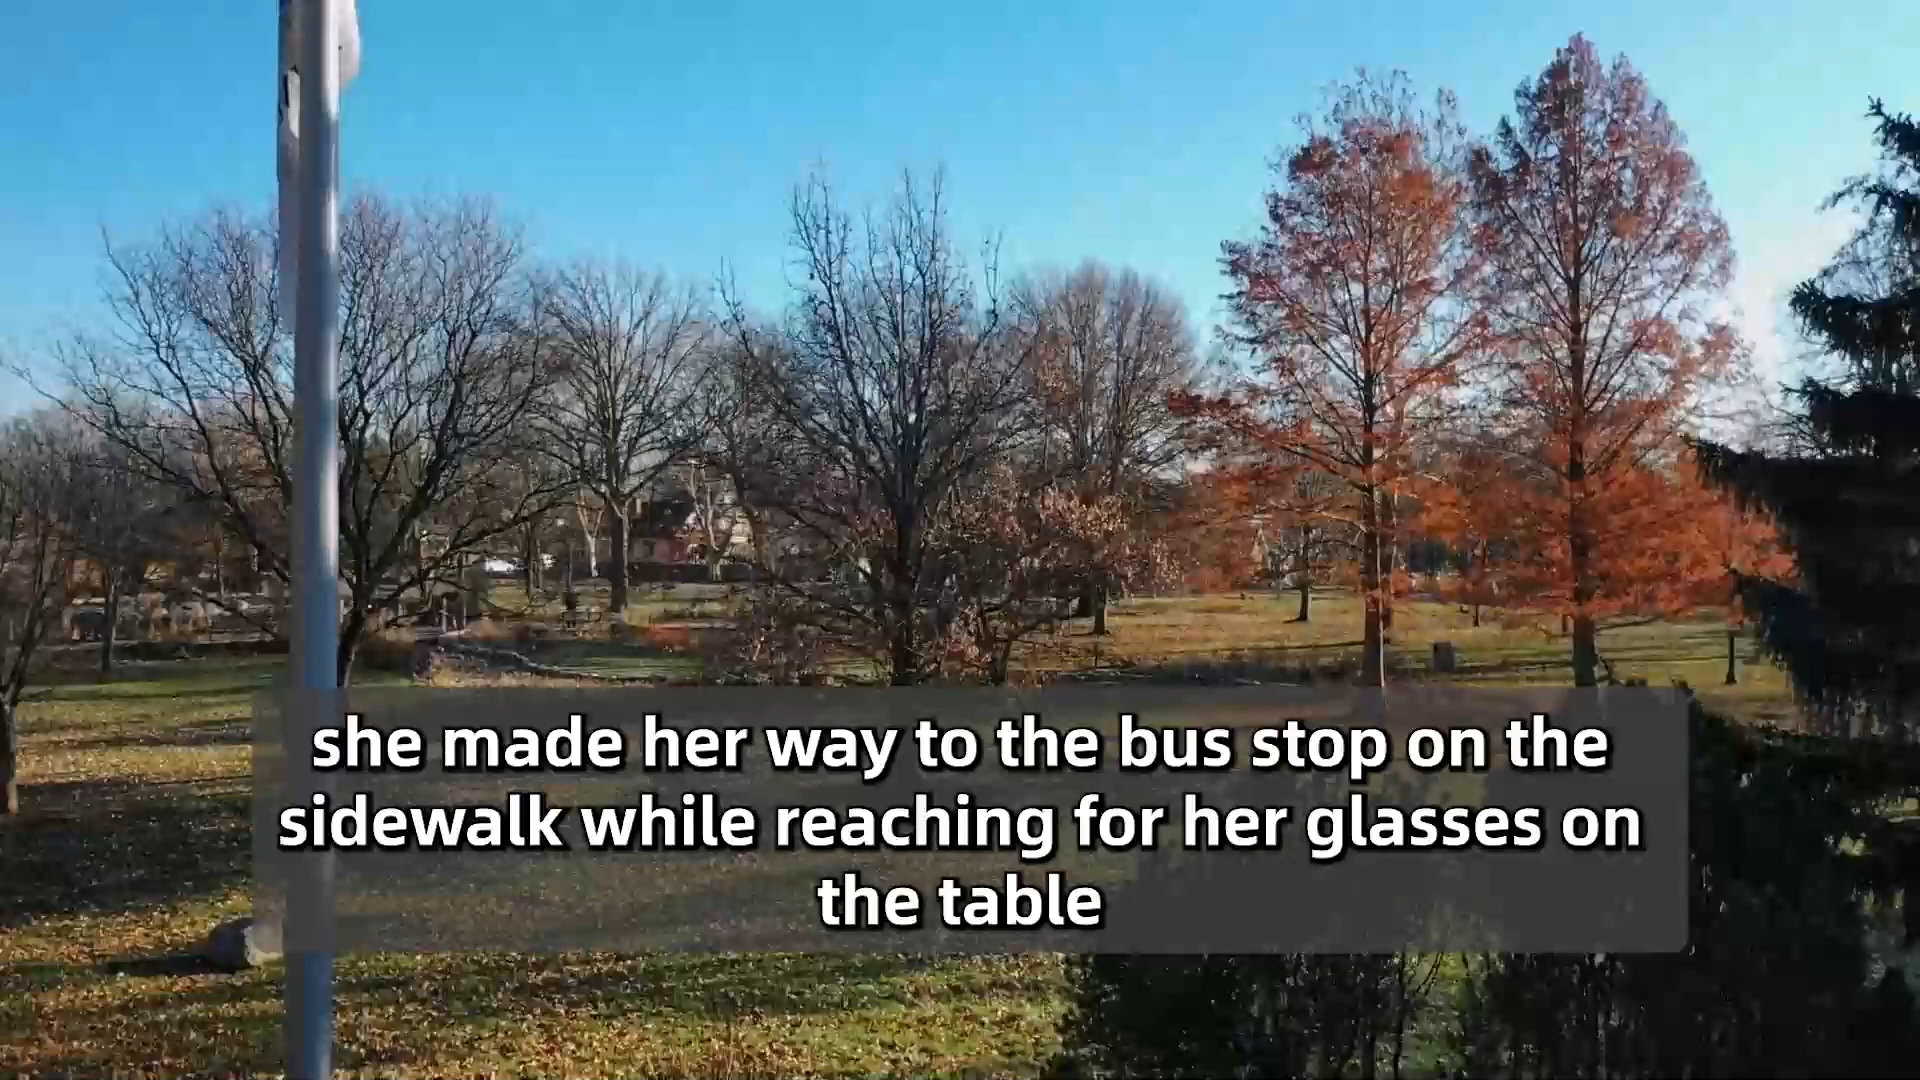 she made her way to the bus stop on the
sidewalk while reaching for her glasses on
the table